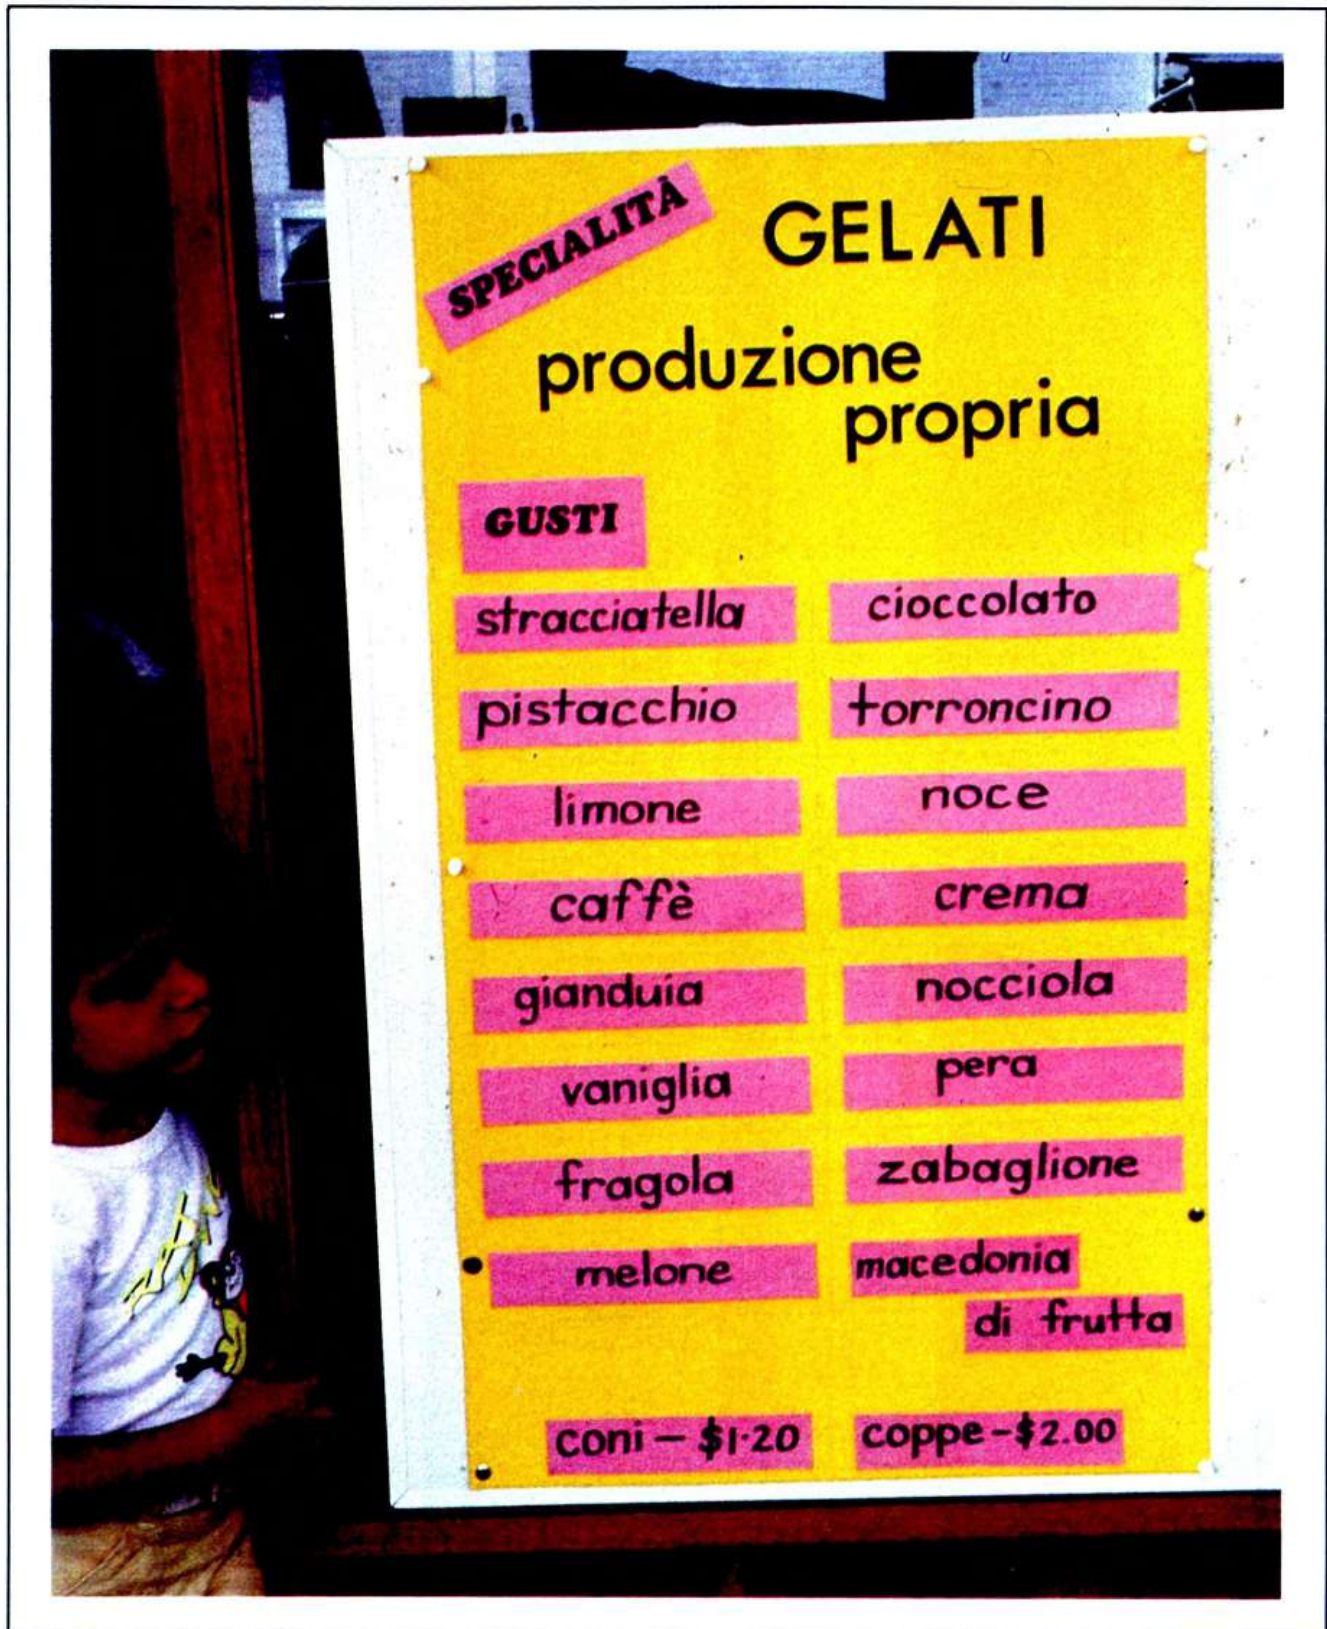 SPECIALITÀ
GELATI
produzione
propria
GUSTI
stracciatella
cioccolato
pistacchio
torroncino
limone
noce
caffè
crema
gianduia
nocciola
vaniglia
pera
fragola
zabaglione
melone
macedonia
di frutta
coni – $1·20
coppe – $2.00